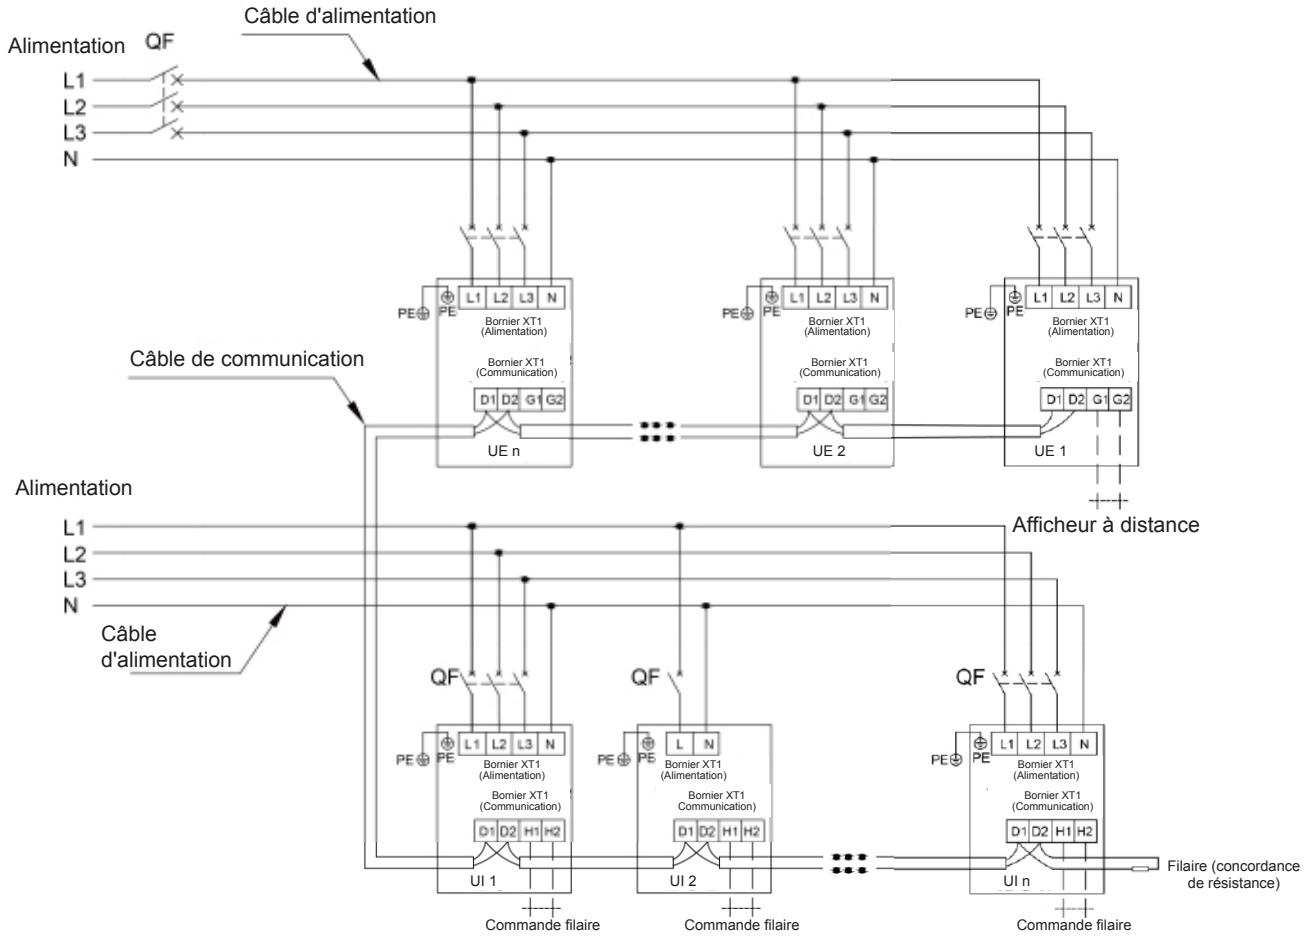 Câble d'alimentation
Alimentation QF
L1
L2
L3
N
L1 L2 L3 N
L1 L2 L3 N
L1 L2 L3 N
PE PE
PE PE
PE PE
Bornier XT1
(Alimentation)
Bornier XT1
(Alimentation)
Bornier XT1
(Alimentation)
Câble de communication
Bornier XT1
(Communication)
Bornier XT1
(Communication)
Bornier XT1
(Communication)
D1 D2 G1 G2
D1 D2 G1 G2
D1 D2 G1 G2
UE n
UE 2
UE 1
Alimentation
Afficheur à distance
L1
L2
L3
N
Câble
d'alimentation
QF
QF
QF
L1 L2 L3 N
L N
L1 L2 L3 N
PE PE
PE PE
PE PE
Bornier XT1
(Alimentation)
Bornier XT1
(Alimentation)
Bornier XT1
(Alimentation)
Bornier XT1
(Communication)
Bornier XT1
Communication)
Bornier XT1
(Communication)
D1 D2 H1 H2
D1 D2 H1 H2
D1 D2 H1 H2
UI 1
UI 2
UI n
Filaire (concordance
de résistance)
Commande filaire
Commande filaire
Commande filaire